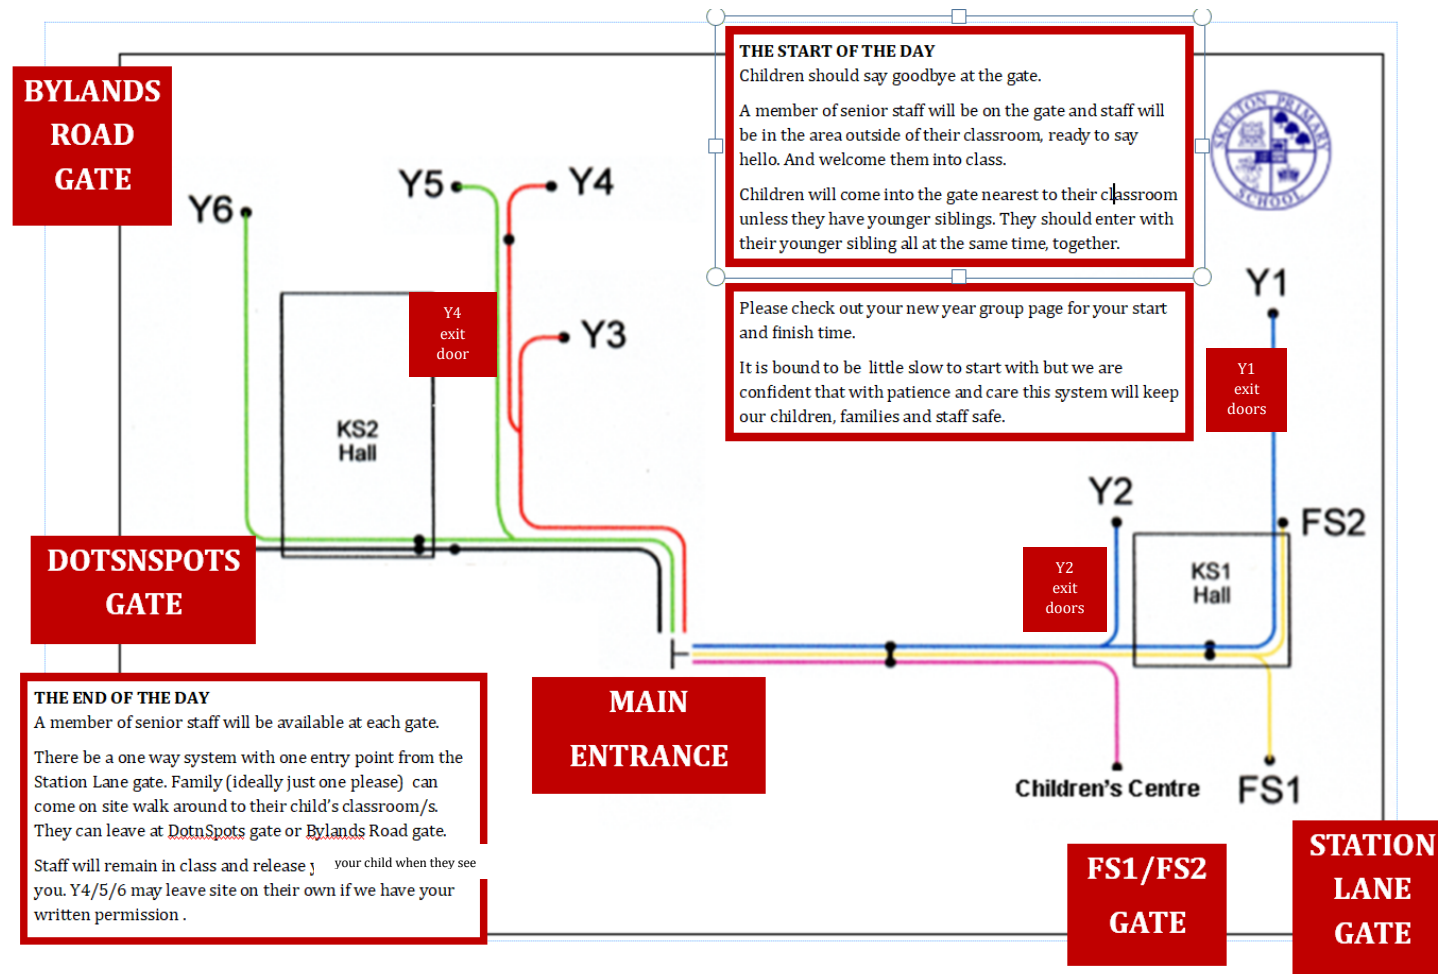 BYLANDS
ROAD
GATE
THE START OF THE DAY
Children should say goodbye at the gate.
A member of senior staff will be on the gate and staff will
be in the area outside of their classroom, ready to say
hello. And welcome them into class.
Children will come into the gate nearest to their classroom
unless they have younger siblings. They should enter with
their younger sibling all at the same time, together.
SKELTON PRIMARY
SCHOOL
Y6
Y5
Y4
Y3
Y4
exit
door
KS2
Hall
Please check out your new year group page for your start
and finish time.
It is bound to be little slow to start with but we are
confident that with patience and care this system will keep
our children, families and staff safe.
Y1
Y1
exit
doors
Y2
FS2
Y2
exit
doors
KS1
Hall
DOTSNSPOTS
GATE
MAIN
ENTRANCE
Children's Centre
FS1
THE END OF THE DAY
A member of senior staff will be available at each gate.
There be a one way system with one entry point from the
Station Lane gate. Family (ideally just one please) can
come on site walk around to their child's classroom/s.
They can leave at DotnSpots gate or Bylands Road gate.
Staff will remain in class and release your child when they see
you. Y4/5/6 may leave site on their own if we have your
written permission .
FS1/FS2
GATE
STATION
LANE
GATE